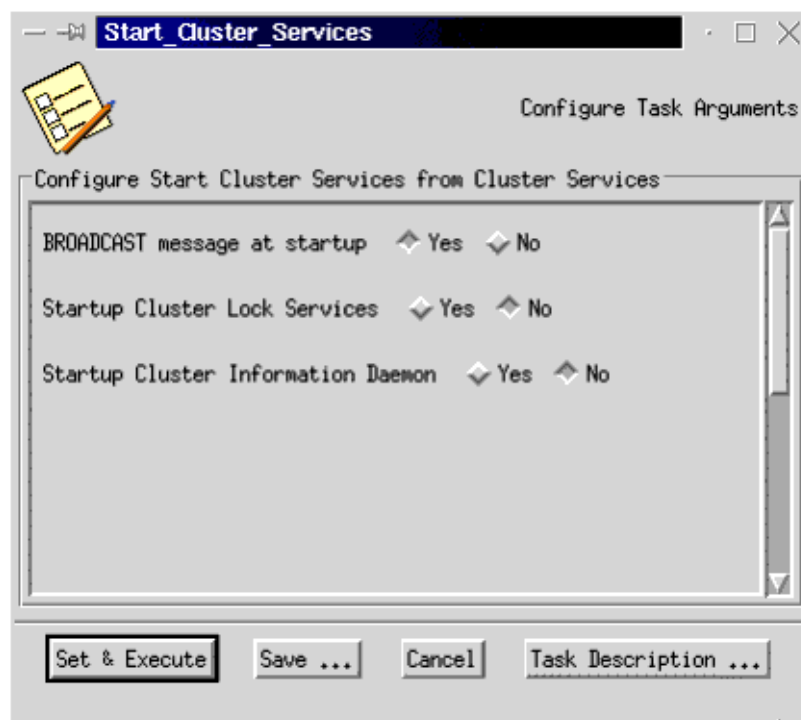 Start_Cluster_Services
Configure Task Arguments
Configure Start Cluster Services from Cluster Services
BROADCAST message at startup Yes No
Startup Cluster Lock Services Yes No
Startup Cluster Information Daemon Yes No
Set & Execute Save ... Cancel Task Description ...